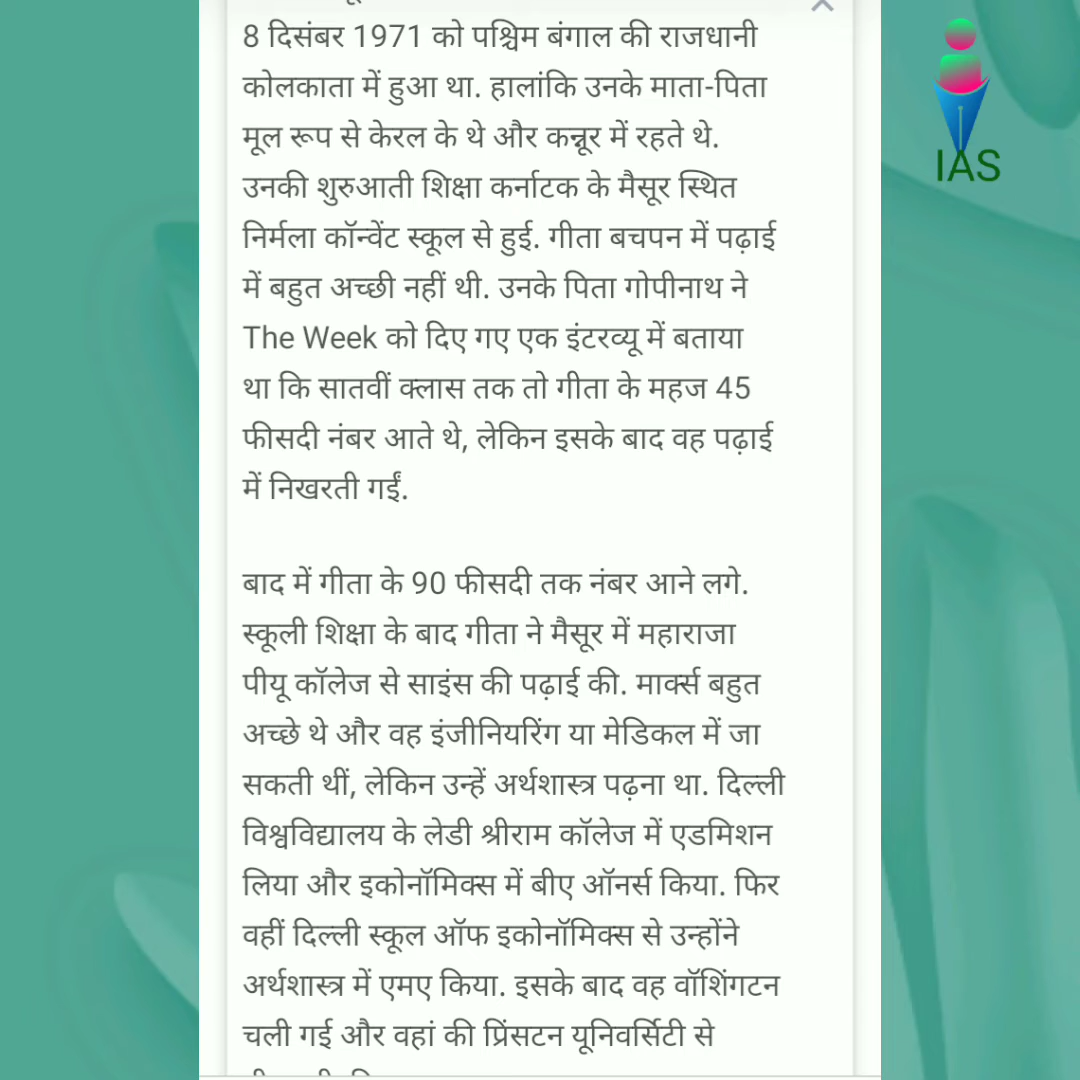 8 दिसंबर 1971 को पश्चिम बंगाल की राजधानी
कोलकाता में हुआ था. हालांकि उनके माता-पिता
मूल रूप से केरल के थे और कन्नूर में रहते थे.
उनकी शुरुआती शिक्षा कर्नाटक के मैसूर स्थित
निर्मला कॉन्वेंट स्कूल से हुई. गीता बचपन में पढ़ाई
में बहुत अच्छी नहीं थी. उनके पिता गोपीनाथ ने
The Week को दिए गए एक इंटरव्यू में बताया
था कि सातवीं क्लास तक तो गीता के महज 45
फीसदी नंबर आते थे, लेकिन इसके बाद वह पढ़ाई
में निखरती गईं.
बाद में गीता के 90 फीसदी तक नंबर आने लगे.
स्कूली शिक्षा के बाद गीता ने मैसूर में महाराजा
पीयू कॉलेज से साइंस की पढ़ाई की. मार्क्स बहुत
अच्छे थे और वह इंजीनियरिंग या मेडिकल में जा
सकती थीं, लेकिन उन्हें अर्थशास्त्र पढ़ना था. दिल्ली
विश्वविद्यालय के लेडी श्रीराम कॉलेज में एडमिशन
लिया और इकोनॉमिक्स में बीए ऑनर्स किया. फिर
वहीं दिल्ली स्कूल ऑफ इकोनॉमिक्स से उन्होंने
अर्थशास्त्र में एमए किया. इसके बाद वह वॉशिंगटन
चली गई और वहां की प्रिंसटन यूनिवर्सिटी से
IAS